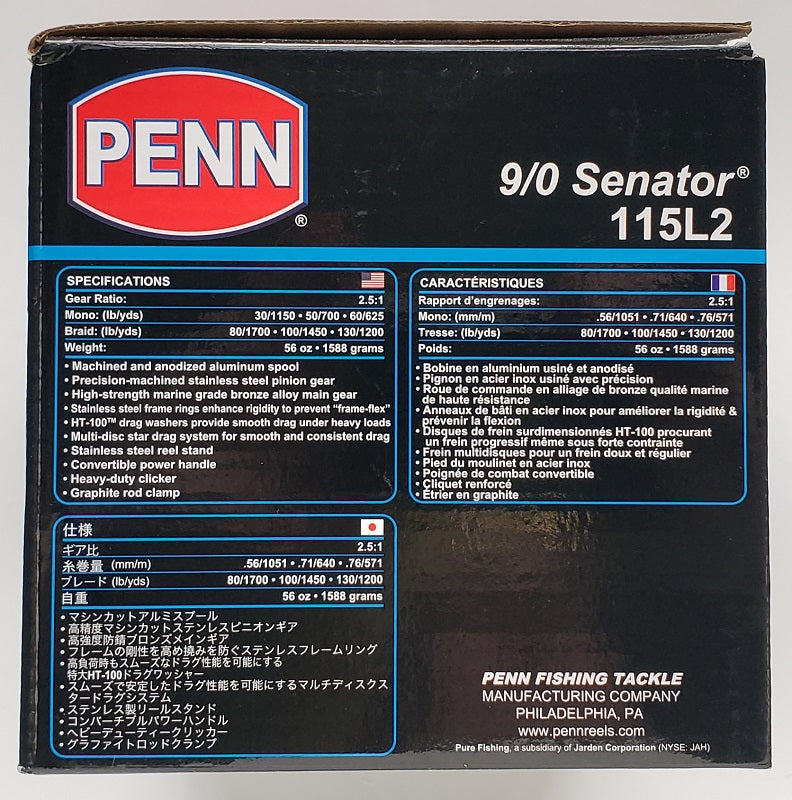 PENN
®
9/0 Senator®
115L2
SPECIFICATIONS
Gear Ratio: 2.5:1
Mono: (lb/yds) 30/1150 • 50/700 • 60/625
Braid: (lb/yds) 80/1700 • 100/1450 • 130/1200
Weight: 56 oz • 1588 grams
• Machined and anodized aluminum spool
• Precision-machined stainless steel pinion gear
• High-strength marine grade bronze alloy main gear
• Stainless steel frame rings enhance rigidity to prevent “frame-flex”
• HT-100™ drag washers provide smooth drag under heavy loads
• Multi-disc star drag system for smooth and consistent drag
• Stainless steel reel stand
• Convertible power handle
• Heavy-duty clicker
• Graphite rod clamp
CARACTÉRISTIQUES
Rapport d'engrenages: 2.5:1
Mono: (mm/m) .56/1051 • .71/640 • .76/571
Tresse: (lb/yds) 80/1700 • 100/1450 • 130/1200
Poids: 56 oz • 1588 grams
• Bobine en aluminium usiné et anodisé
• Pignon en acier inox usiné avec précision
• Roue de commande en alliage de bronze qualité marine
de haute résistance
• Anneaux de bâti en acier inox pour améliorer la rigidité &
prévenir la flexion
• Disques de frein surdimensionnés HT-100 procurant
un frein progressif même sous forte contrainte
• Frein multidisques pour un frein doux et régulier
• Pied du moulinet en acier inox
• Poignée de combat convertible
• Cliquet renforcé
• Étrier en graphite
仕様
ギア比 2.5:1
糸巻量 (mm/m) .56/1051 • .71/640 • .76/571
ブレード (lb/yds) 80/1700 • 100/1450 • 130/1200
自重 56 oz • 1588 grams
• マシンカットアルミスプール
• 高精度マシンカットステンレスピニオンギア
• 高強度防錆ブロンズメインギア
• フレームの剛性を高め撓みを防ぐステンレスフレームリング
• 高負荷時もスムーズなドラグ性能を可能にする
特大HT-100ドラグワッシャー
• スムーズで安定したドラグ性能を可能にするマルチディスクス
タードラグシステム
• ステンレス製リールスタンド
• コンバーチブルパワーハンドル
• ヘビーデューティークリッカー
• グラファイトロッドクランプ
PENN FISHING TACKLE
MANUFACTURING COMPANY
PHILADELPHIA, PA
www.pennreels.com
Pure Fishing, a subsidiary of Jarden Corporation (NYSE: JAH)